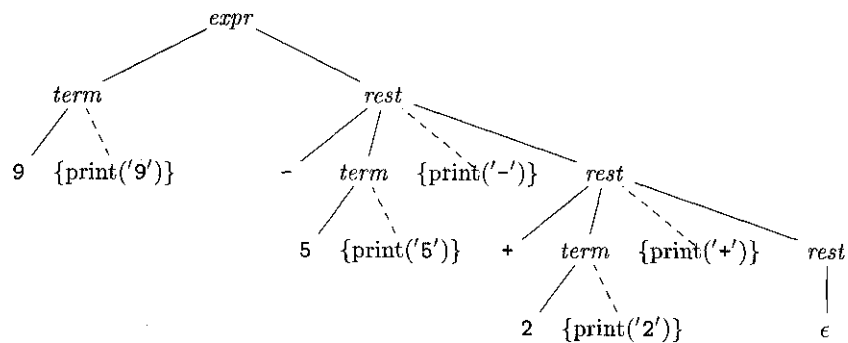 expr
term rest
9 {print('9')} - term {print('-')} rest
5 {print('5')} + term {print('+')} rest
2 {print('2')} ϵ